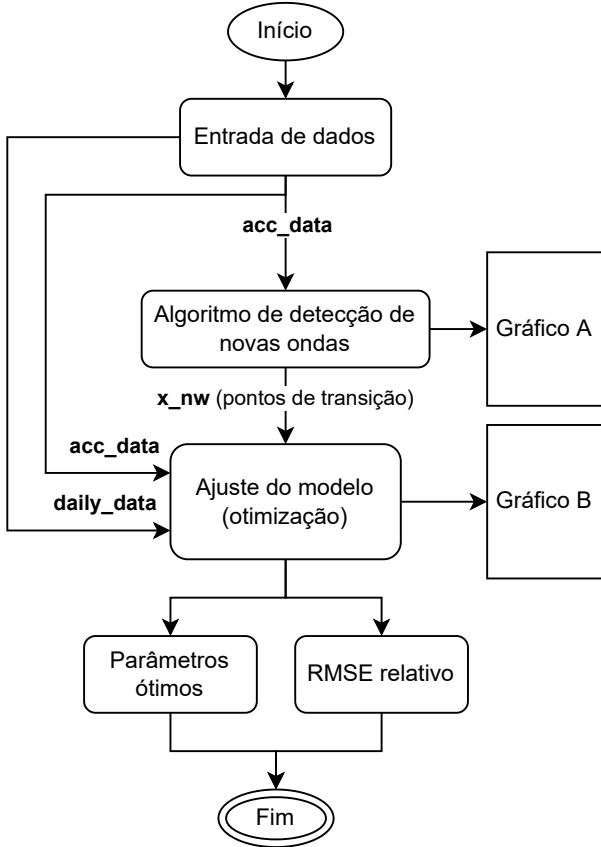 Início
Entrada de dados
acc_data
Algoritmo de detecção de
novas ondas
Gráfico A
x_nw (pontos de transição)
acc_data
daily_data
Ajuste do modelo
(otimização)
Gráfico B
Parâmetros
ótimos
RMSE relativo
Fim